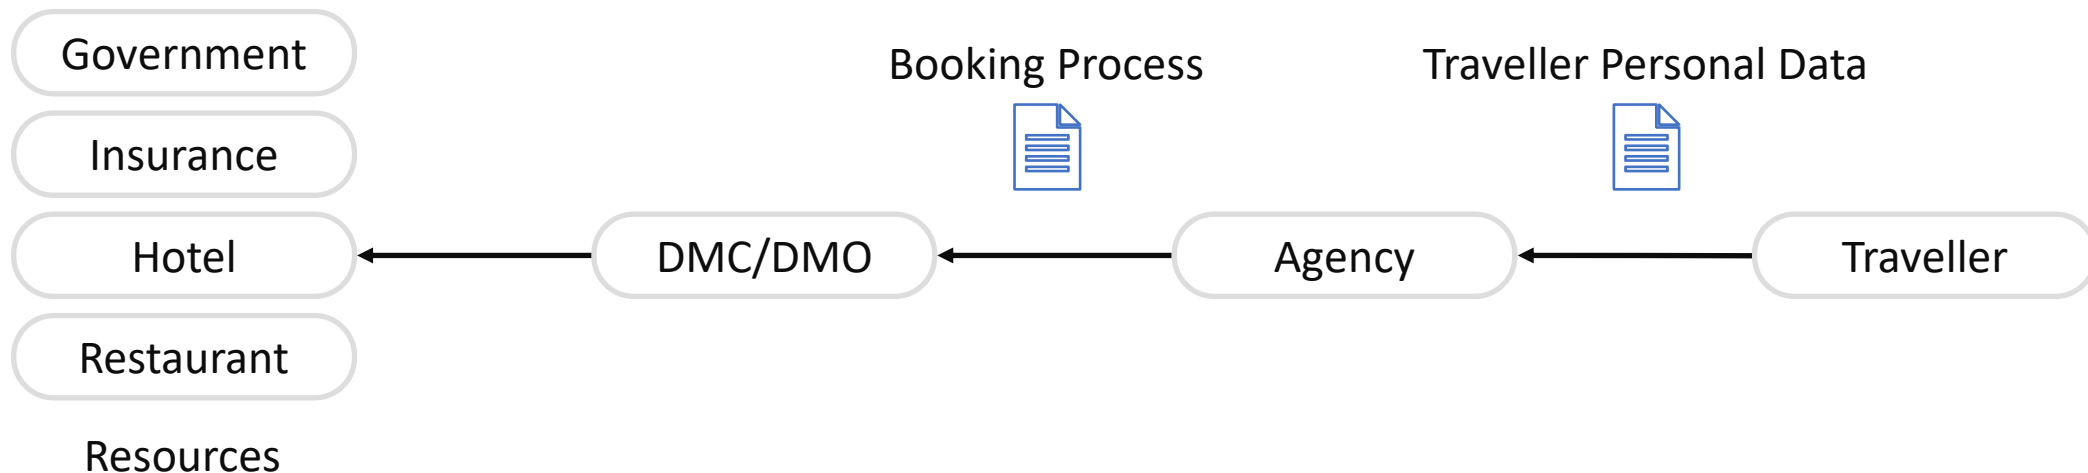 Government
Insurance
Hotel
Restaurant
Resources
DMC/DMO
Booking Process
Agency
Traveller Personal Data
Traveller